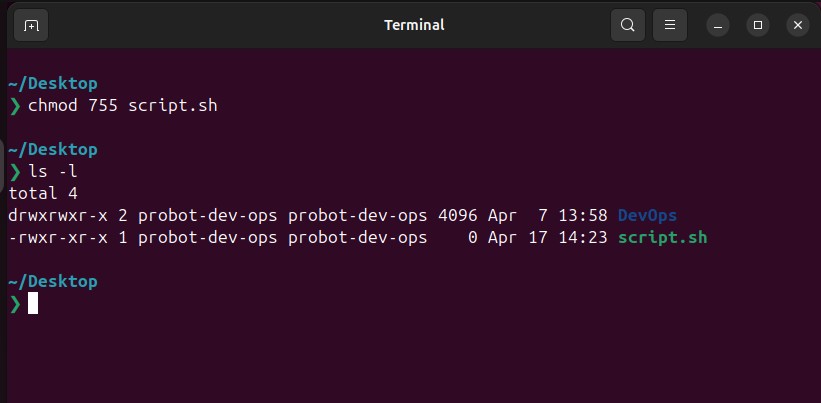 Terminal
~/Desktop
❯ chmod 755 script.sh
~/Desktop
❯ ls -l
total 4
drwxrwxr-x 2 probot-dev-ops probot-dev-ops 4096 Apr  7 13:58 DevOps
-rwxr-xr-x 1 probot-dev-ops probot-dev-ops    0 Apr 17 14:23 script.sh
~/Desktop
❯